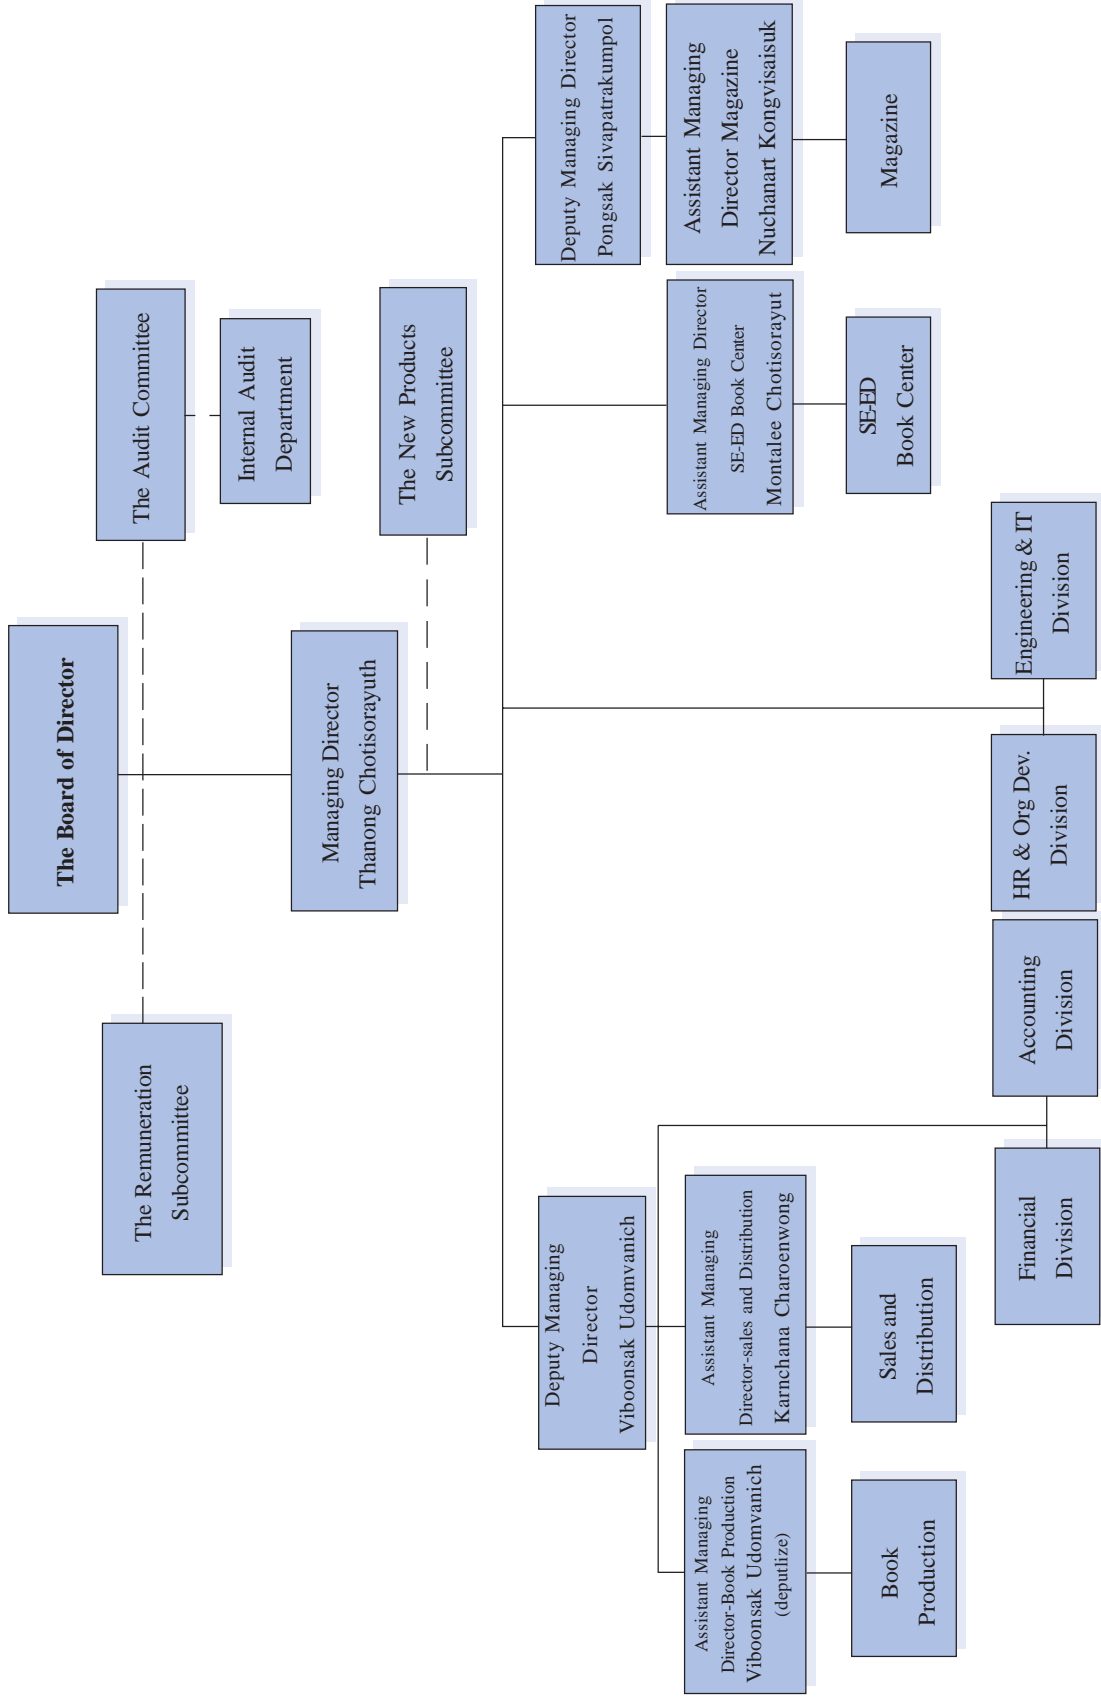 The Board of Director
The Remuneration
Subcommittee
The Audit Committee
Internal Audit
Department
Managing Director
Thanong Chotisorayuth
The New Products
Subcommittee
Deputy Managing
Director
Viboonsak Udomvanich
Deputy Managing Director
Pongsak Sivapatrakumpol
Assistant Managing
Director-Book Production
Viboonsak Udomvanich
(deputlize)
Assistant Managing
Director-sales and Distribution
Karnchana Charoenwong
Assistant Managing Director
SE-ED Book Center
Montalee Chotisorayut
Assistant Managing
Director Magazine
Nuchanart Kongvisaisuk
Book
Production
Sales and
Distribution
SE-ED
Book Center
Magazine
Financial
Division
Accounting
Division
HR & Org Dev.
Division
Engineering & IT
Division